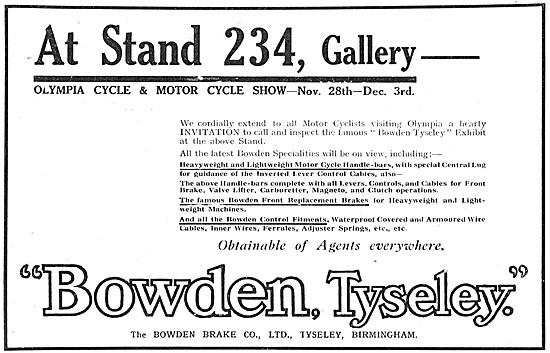 At Stand 234, Gallery—
OLYMPIA CYCLE & MOTOR CYCLE SHOW—Nov. 28th—Dec. 3rd.
We cordially extend to all Motor Cyclists visiting Olympia a hearty
INVITATION to call and inspect the famous "Bowden Tyseley" Exhibit
at the above Stand.
All the latest Bowden Specialities will be on view, including:—
Heavyweight and Lightweight Motor Cycle Handle-bars, with special Central Lug
for guidance of the Inverted Lever Control Cables, also—
The above Handle-bars complete with all Levers, Controls, and Cables for Front
Brake, Valve Lifter, Carburetter, Magneto, and Clutch operations.
The famous Bowden Front Replacement Brakes for Heavyweight and Light-
weight Machines.
And all the Bowden Control Fitments, Waterproof Covered and Armoured Wire
Cables, Inner Wires, Ferrules, Adjuster Springs, etc., etc.
Obtainable of Agents everywhere.
"Bowden, Tyseley."
The BOWDEN BRAKE CO., LTD., TYSELEY, BIRMINGHAM.